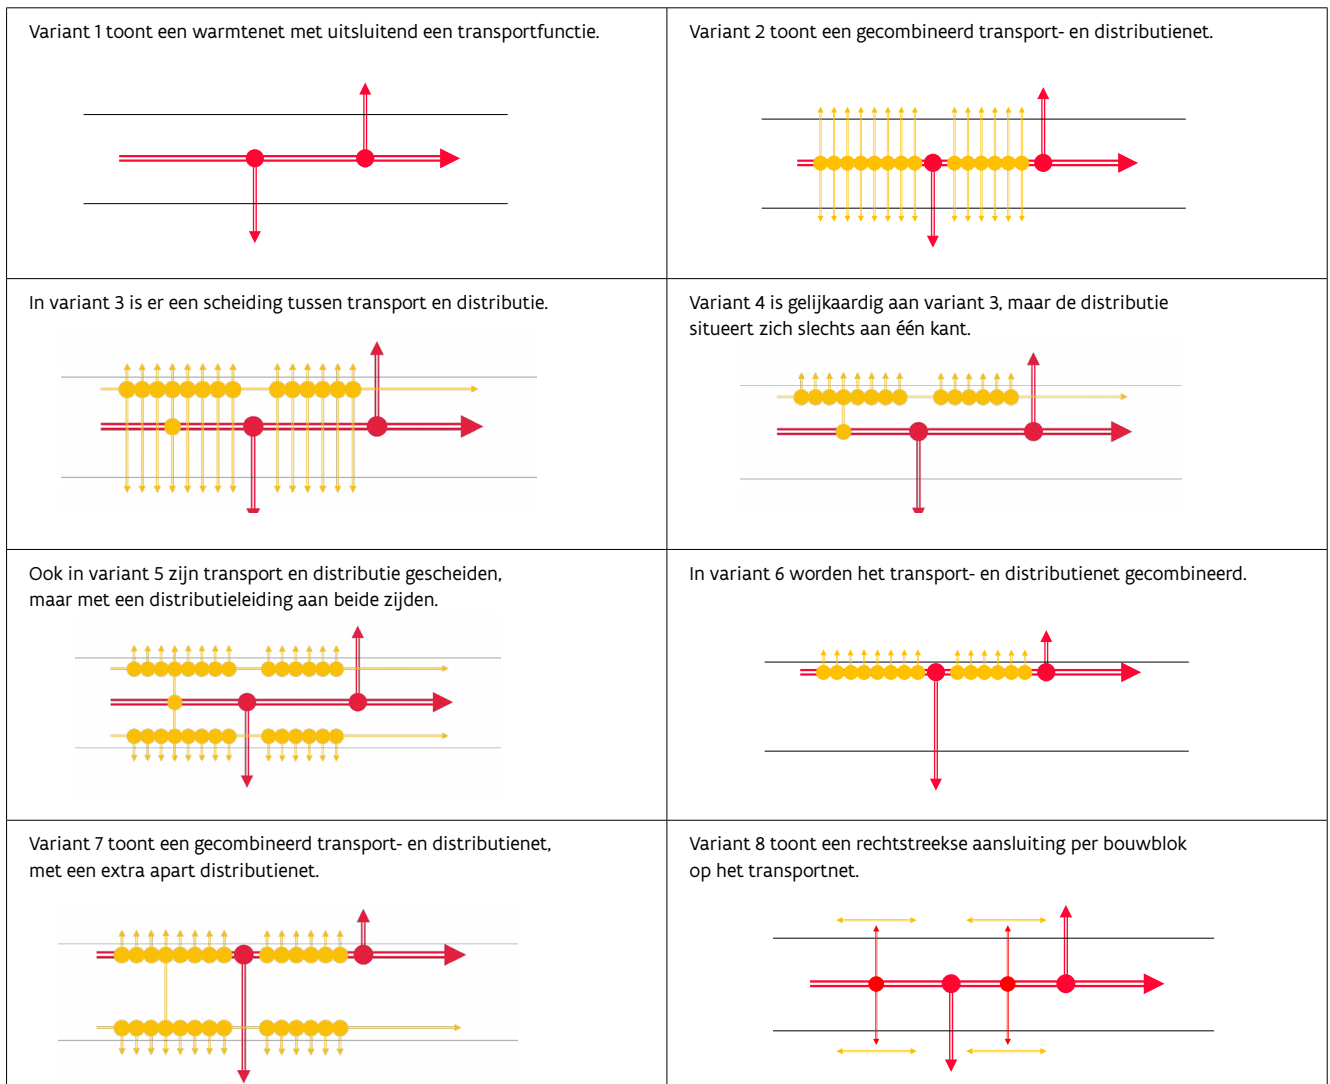 Variant 1 toont een warmtenet met uitsluitend een transportfunctie.
Variant 2 toont een gecombineerd transport- en distributienet.
In variant 3 is er een scheiding tussen transport en distributie.
Variant 4 is gelijkaardig aan variant 3, maar de distributie
situeert zich slechts aan één kant.
Ook in variant 5 zijn transport en distributie gescheiden,
maar met een distributieleiding aan beide zijden.
In variant 6 worden het transport- en distributienet gecombineerd.
Variant 7 toont een gecombineerd transport- en distributienet,
met een extra apart distributienet.
Variant 8 toont een rechtstreekse aansluiting per bouwblok
op het transportnet.